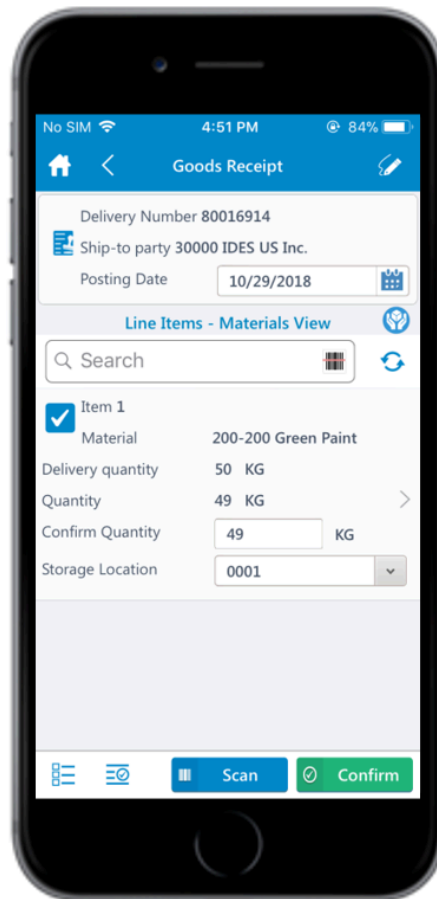 No SIM 4:51 PM 84%
Goods Receipt
Delivery Number 80016914
Ship-to party 30000 IDES US Inc.
Posting Date 10/29/2018
Line Items - Materials View
Search
Item 1
Material 200-200 Green Paint
Delivery quantity 50 KG
Quantity 49 KG
Confirm Quantity 49 KG
Storage Location 0001
Scan Confirm